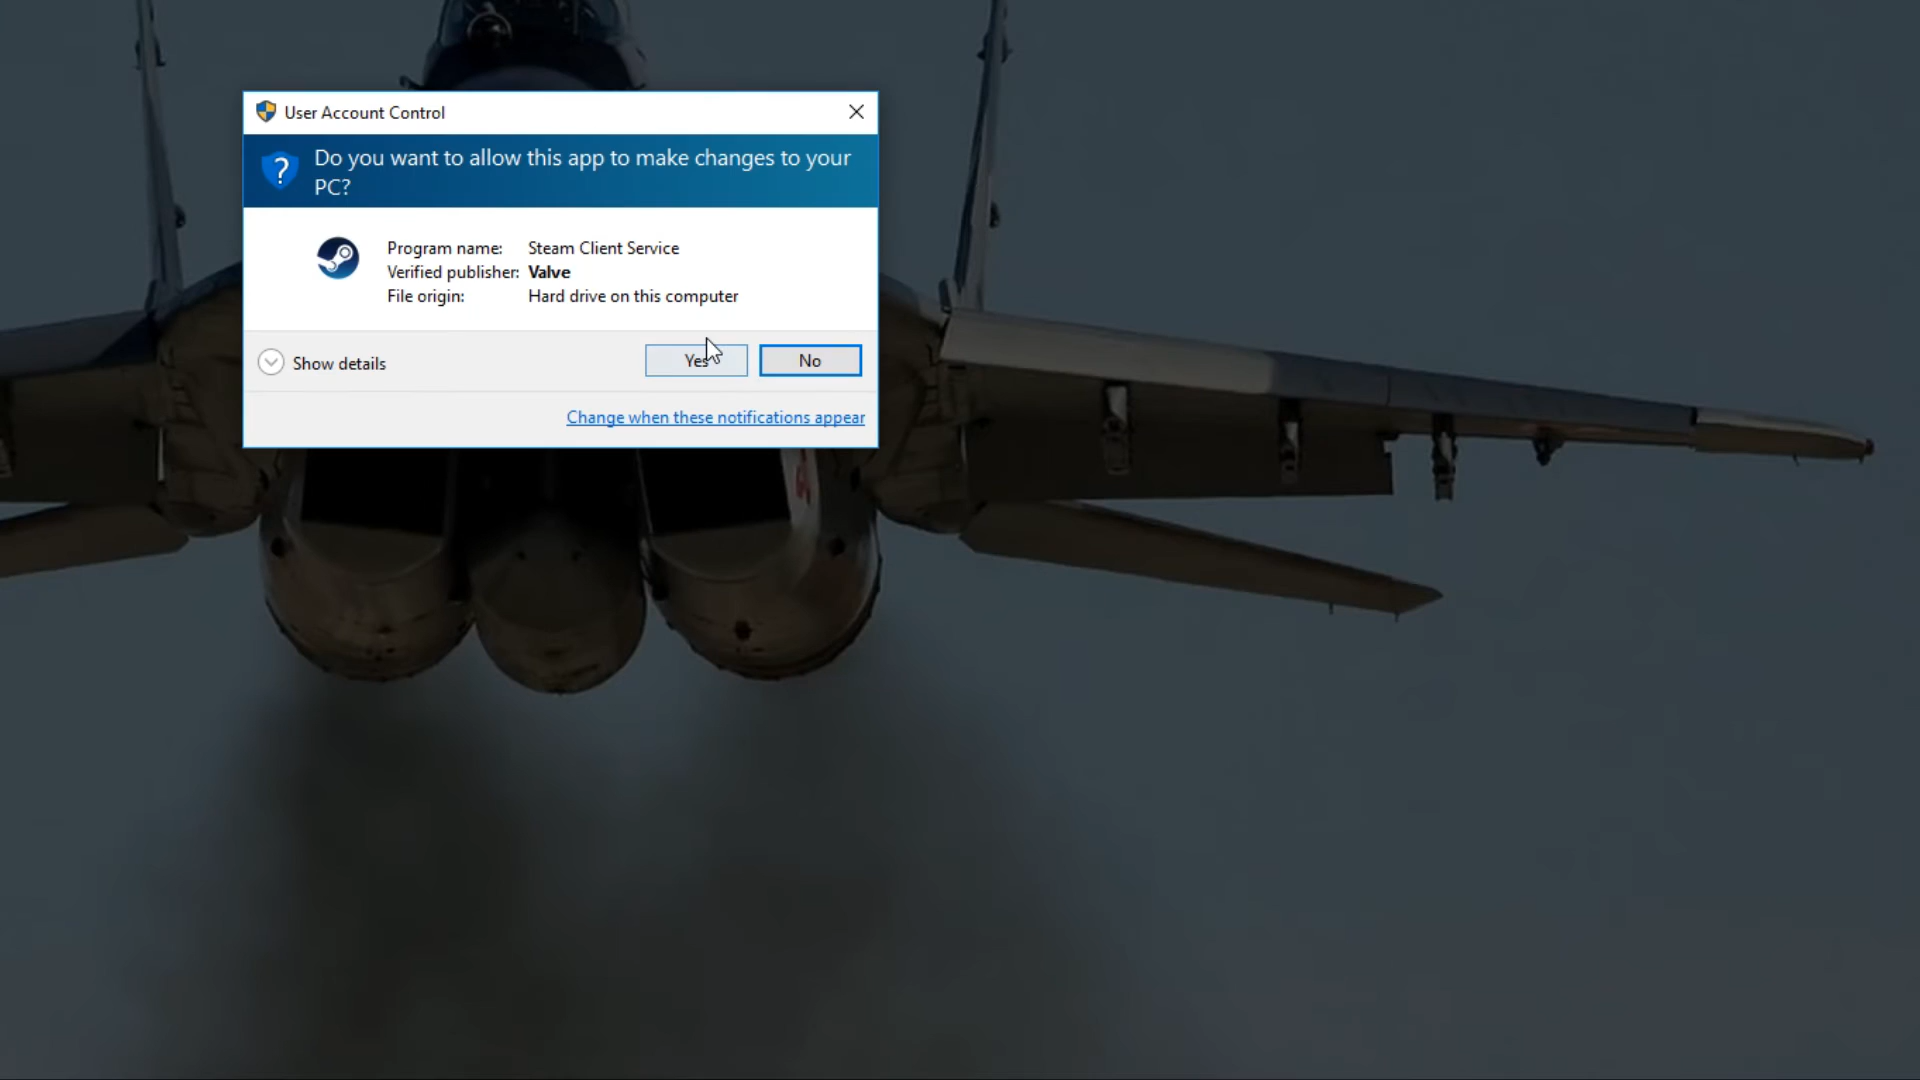 User Account Control
Do you want to allow this app to make changes to your
PC?
Program name: Steam Client Service
Verified publisher: Valve
File origin: Hard drive on this computer
Show details
Yes
No
Change when these notifications appear